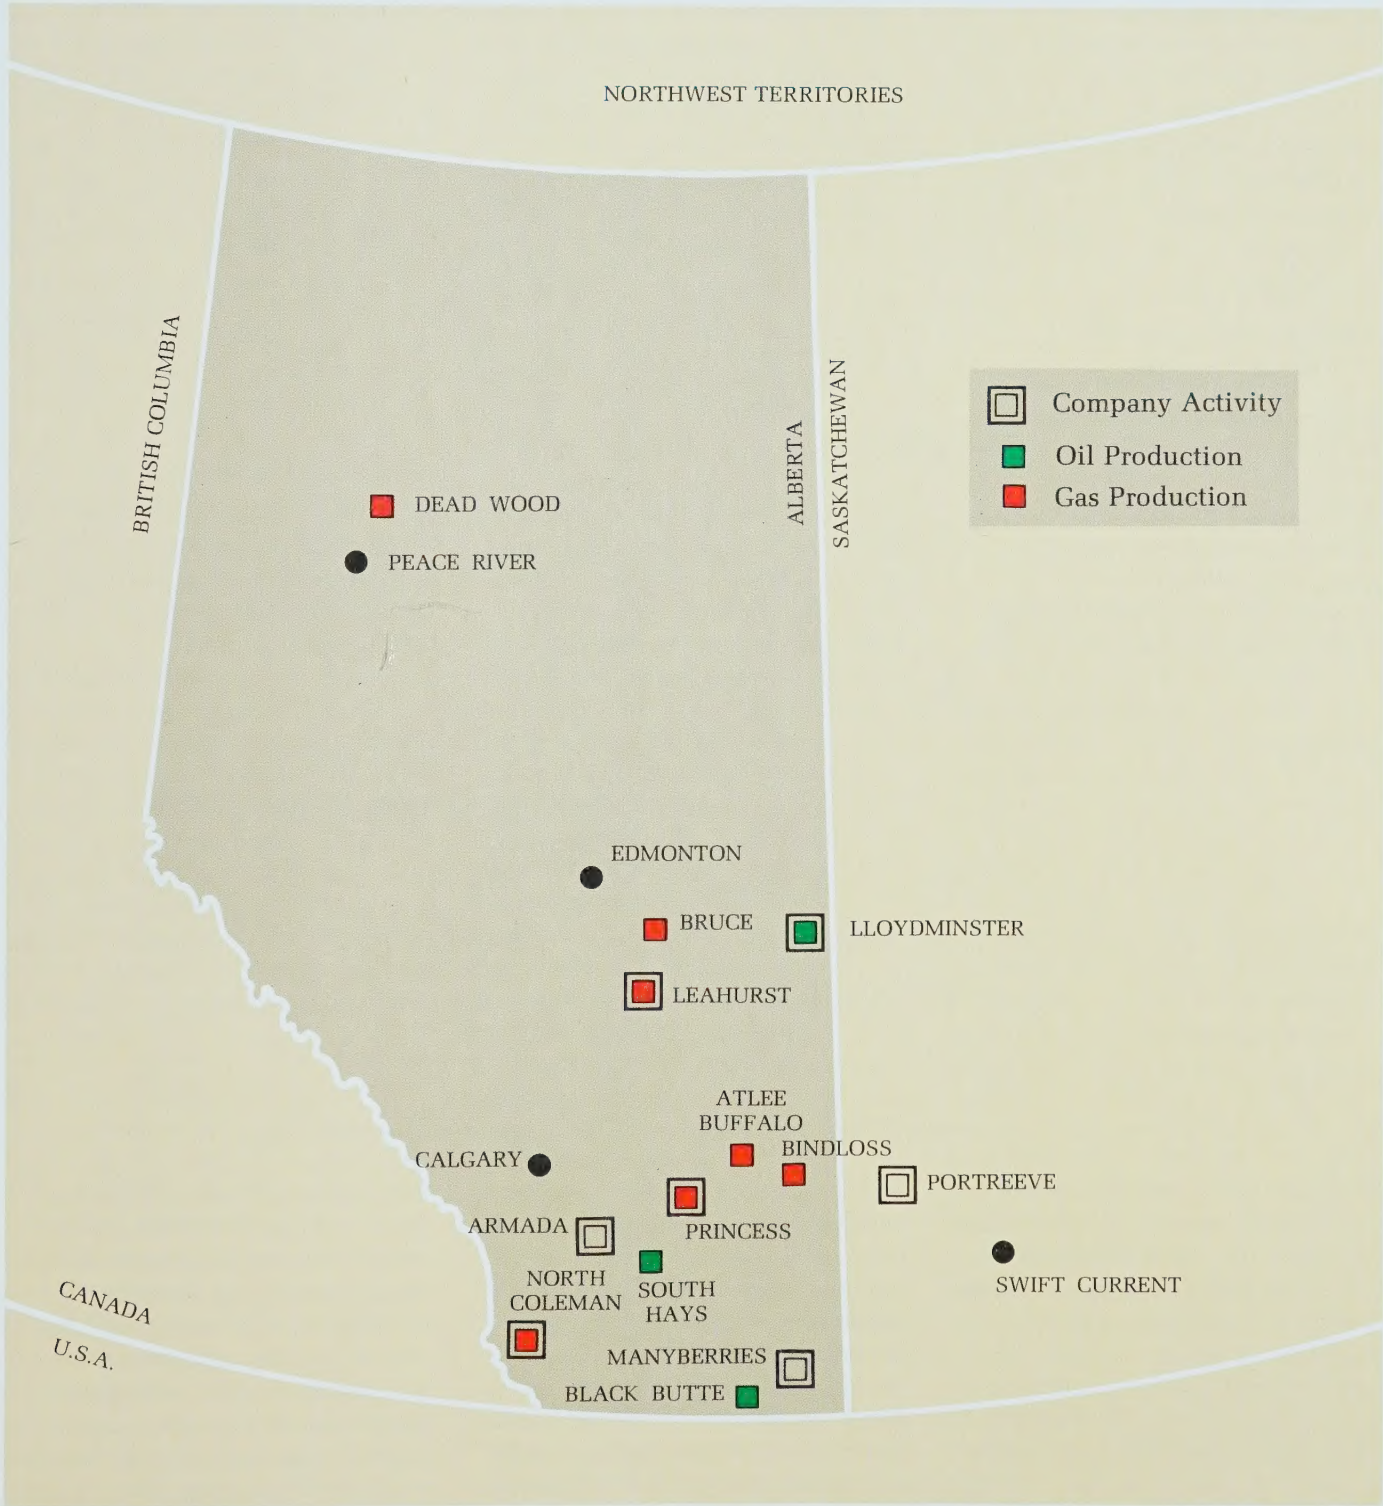 NORTHWEST TERRITORIES
BRITISH COLUMBIA
ALBERTA
SASKATCHEWAN
Company Activity
Oil Production
Gas Production
DEAD WOOD
PEACE RIVER
EDMONTON
BRUCE
LLOYDMINSTER
LEAHURST
ATLEE
BUFFALO
BINDLOSS
CALGARY
PORTREEVE
ARMADA
PRINCESS
NORTH
COLEMAN
SOUTH
HAYS
SWIFT CURRENT
CANADA
U.S.A.
MANYBERRIES
BLACK BUTTE